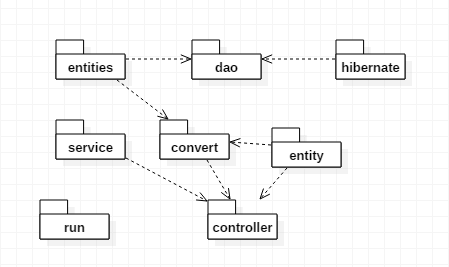 entities
dao
hibernate
service
convert
entity
run
controller